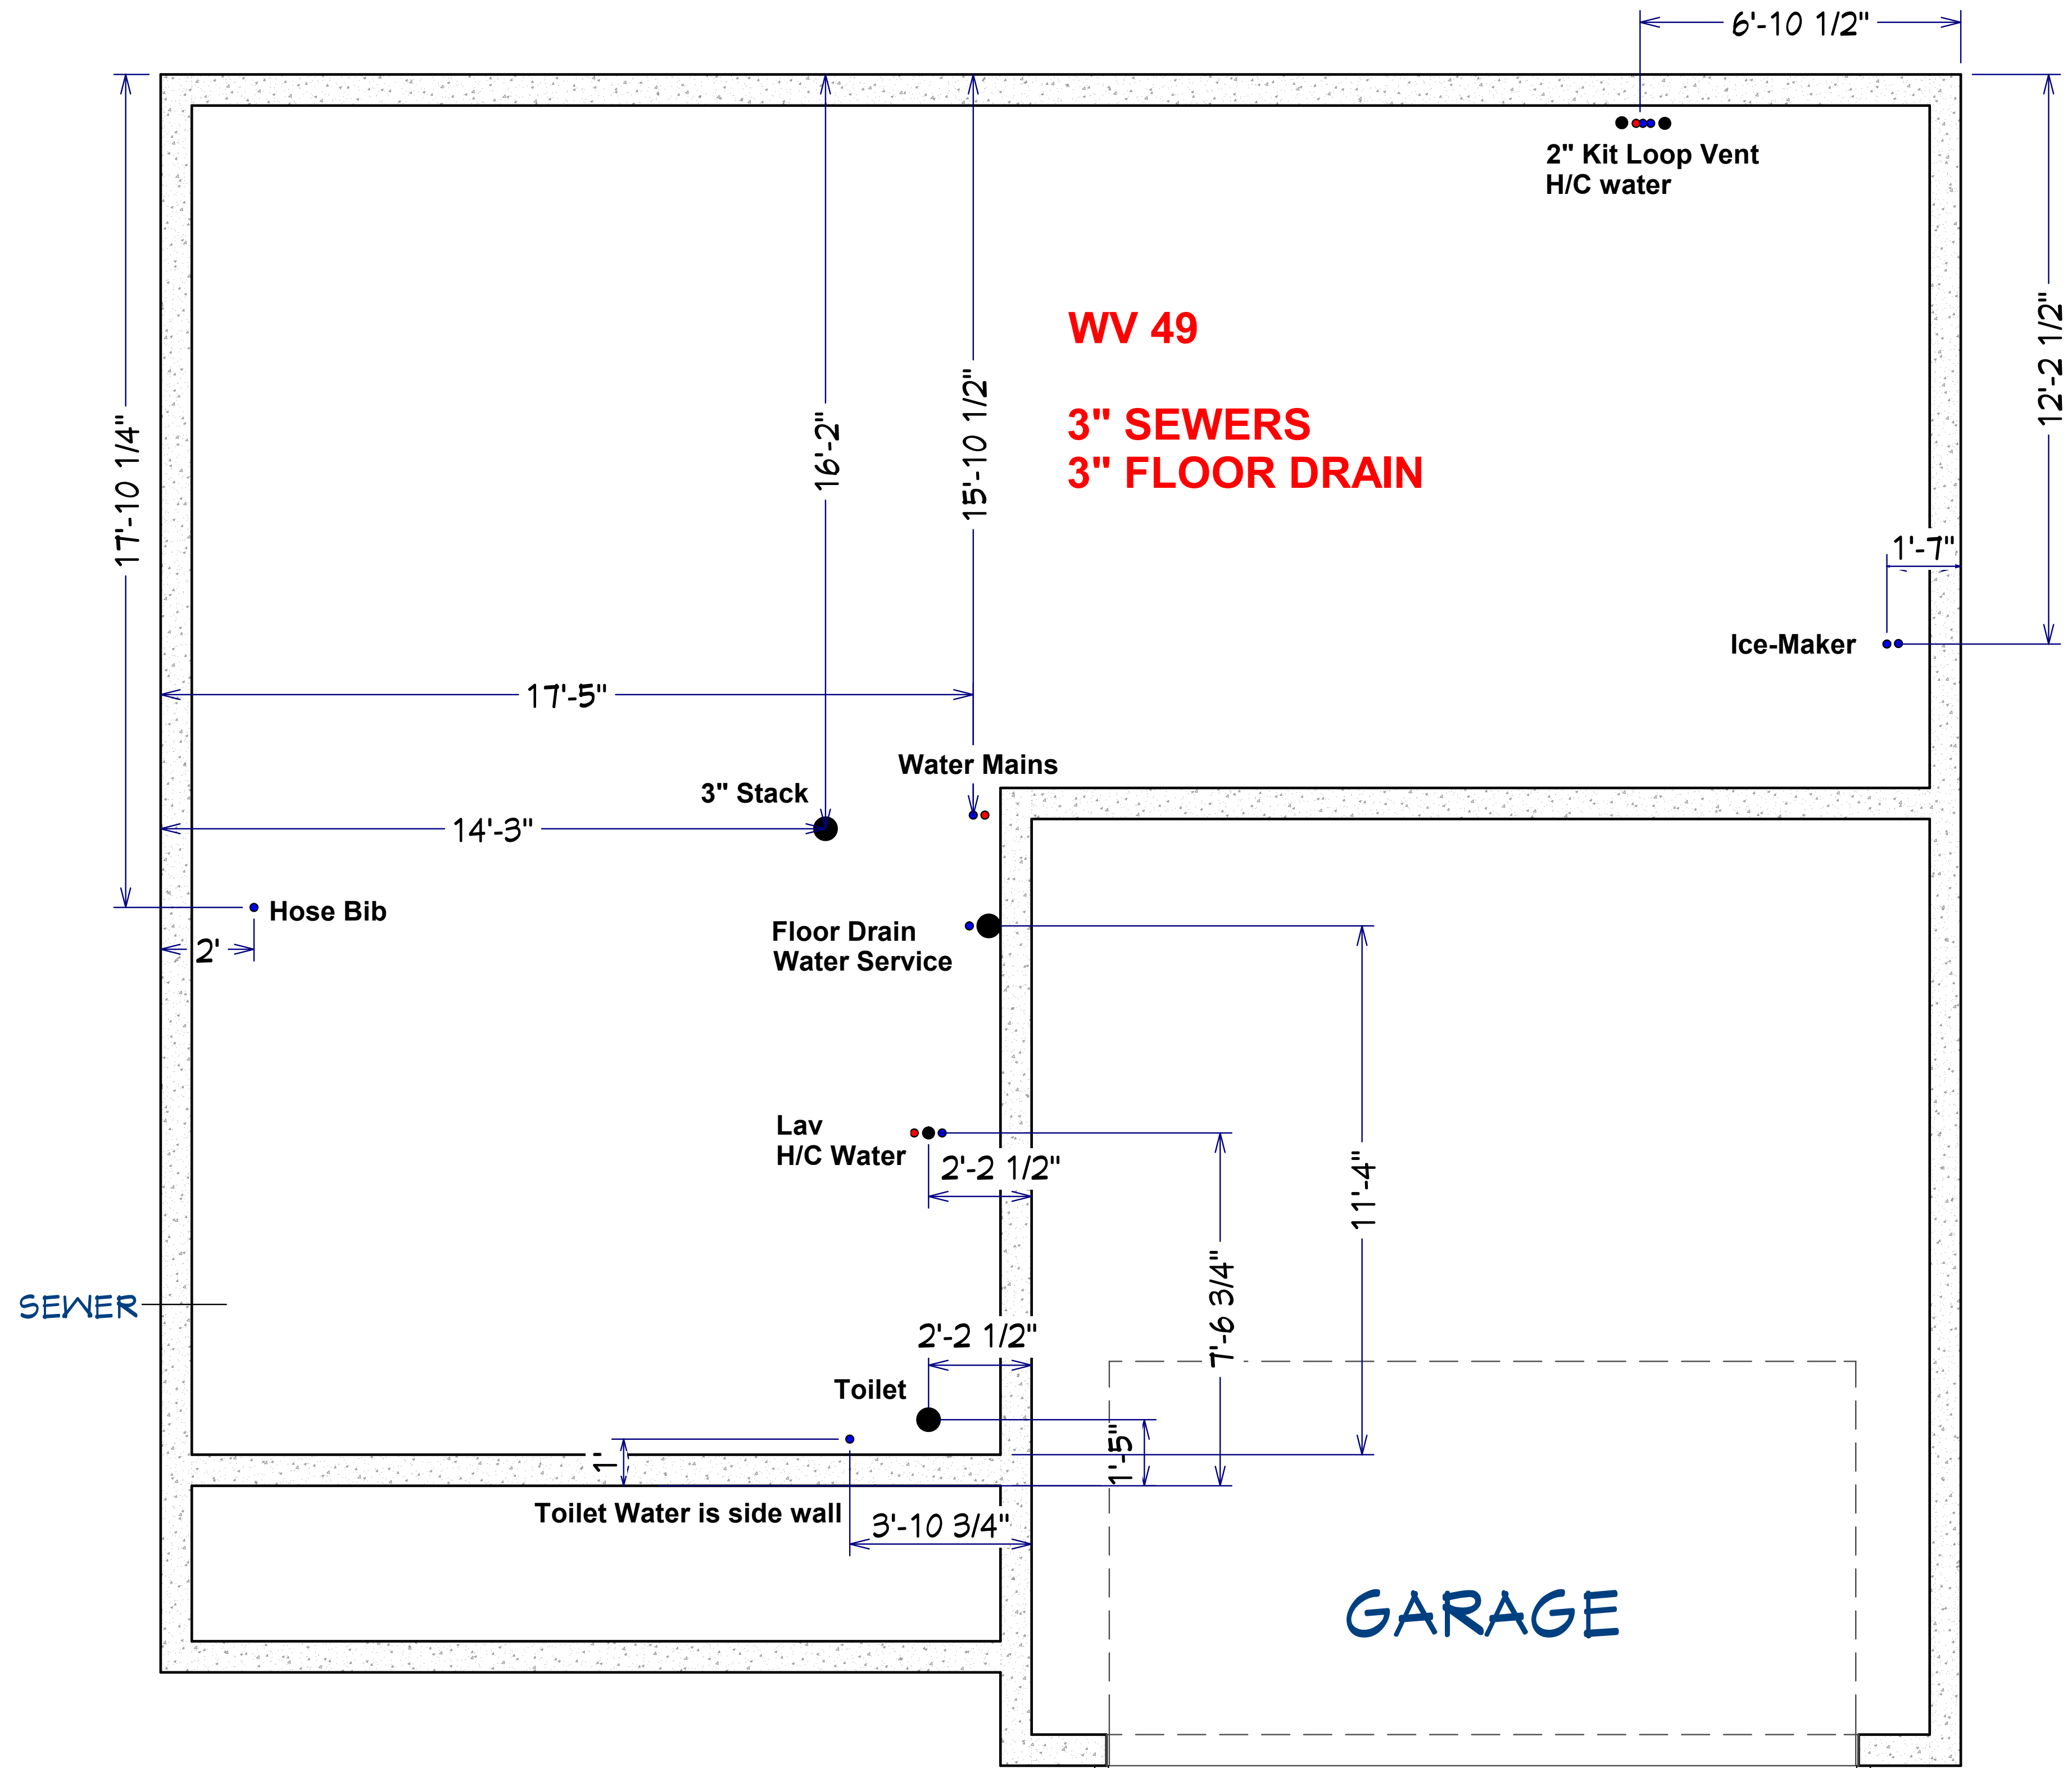 6'-10 1/2"
2" Kit Loop Vent
H/C water
12'-2 1/2"
WV 49
3" SEWERS
3" FLOOR DRAIN
17'-10 1/4"
16'-2"
15'-10 1/2"
1'-7"
Ice-Maker
17'-5"
Water Mains
3" Stack
14'-3"
Hose Bib
2'
Floor Drain
Water Service
Lav
H/C Water
2'-2 1/2"
11'-4"
7'-6 3/4"
SEWER
2'-2 1/2"
Toilet
1'-5"
1'
Toilet Water is side wall
3'-10 3/4"
GARAGE